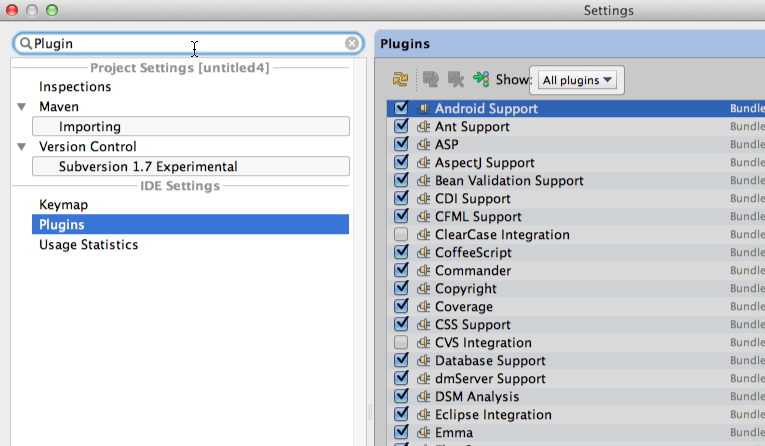 Settings
Plugin
Project Settings [untitled4]
Inspections
Maven
Importing
Version Control
Subversion 1.7 Experimental
IDE Settings
Keymap
Plugins
Usage Statistics
Plugins
Show: All plugins
Android Support Bundle
Ant Support Bundle
ASP Bundle
AspectJ Support Bundle
Bean Validation Support Bundle
CDI Support Bundle
CFML Support Bundle
ClearCase Integration Bundle
CoffeeScript Bundle
Commander Bundle
Copyright Bundle
Coverage Bundle
CSS Support Bundle
CVS Integration Bundle
Database Support Bundle
dmServer Support Bundle
DSM Analysis Bundle
Eclipse Integration Bundle
Emma Bundle